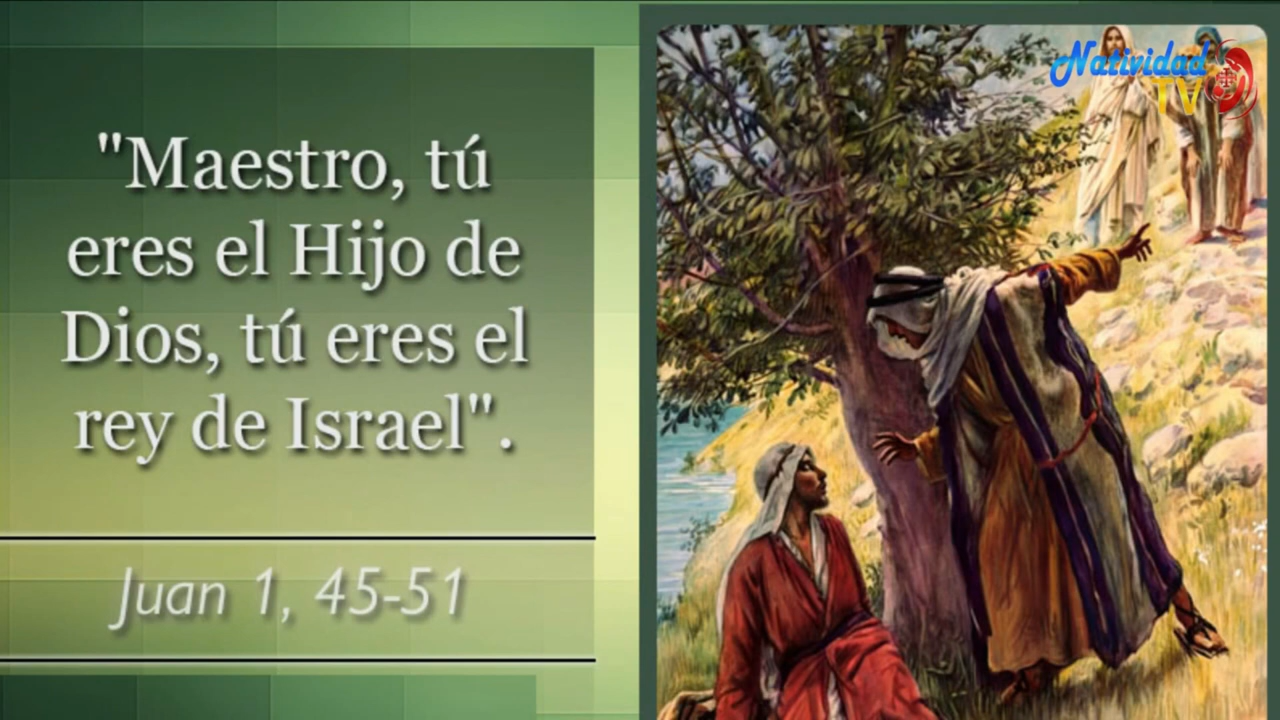 "Maestro, tú
eres el Hijo de
Dios, tú eres el
rey de Israel".
Juan 1, 45-51
Natividad
TV